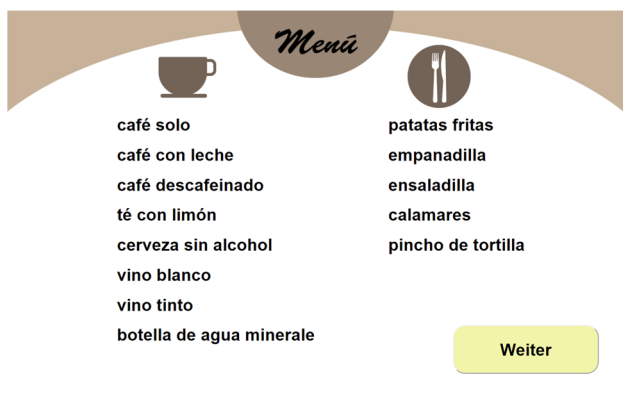 Menú
café solo
café con leche
café descafeinado
té con limón
cerveza sin alcohol
vino blanco
vino tinto
botella de agua minerale
patatas fritas
empanadilla
ensaladilla
calamares
pincho de tortilla
Weiter